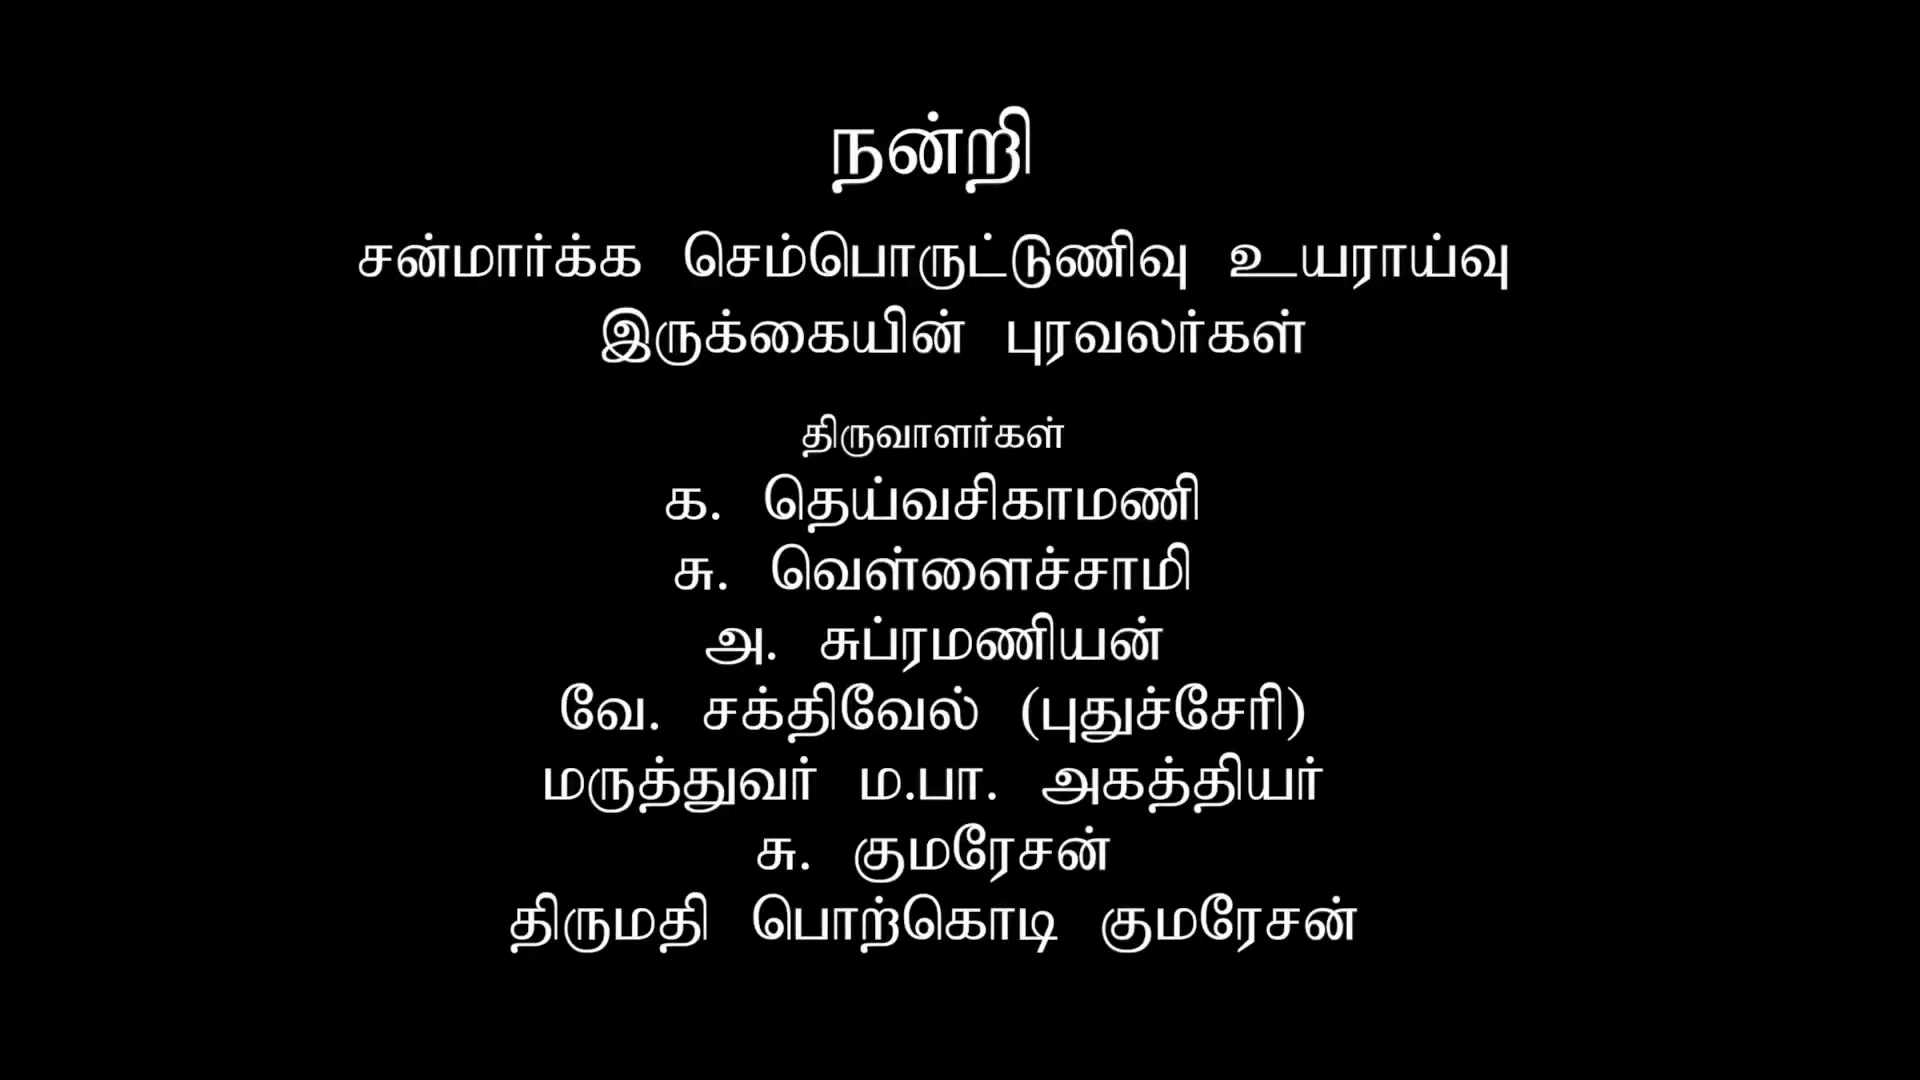 நன்றி
சன்மார்க்க செம்பொருட்டுணிவு உயராய்வு
இருக்கையின் புரவலர்கள்
திருவாளர்கள்
க. தெய்வசிகாமணி
சு. வெள்ளைச்சாமி
அ. சுப்ரமணியன்
வே. சக்திவேல் (புதுச்சேரி)
மருத்துவர் ம.பா. அகத்தியர்
சு. குமரேசன்
திருமதி பொற்கொடி குமரேசன்